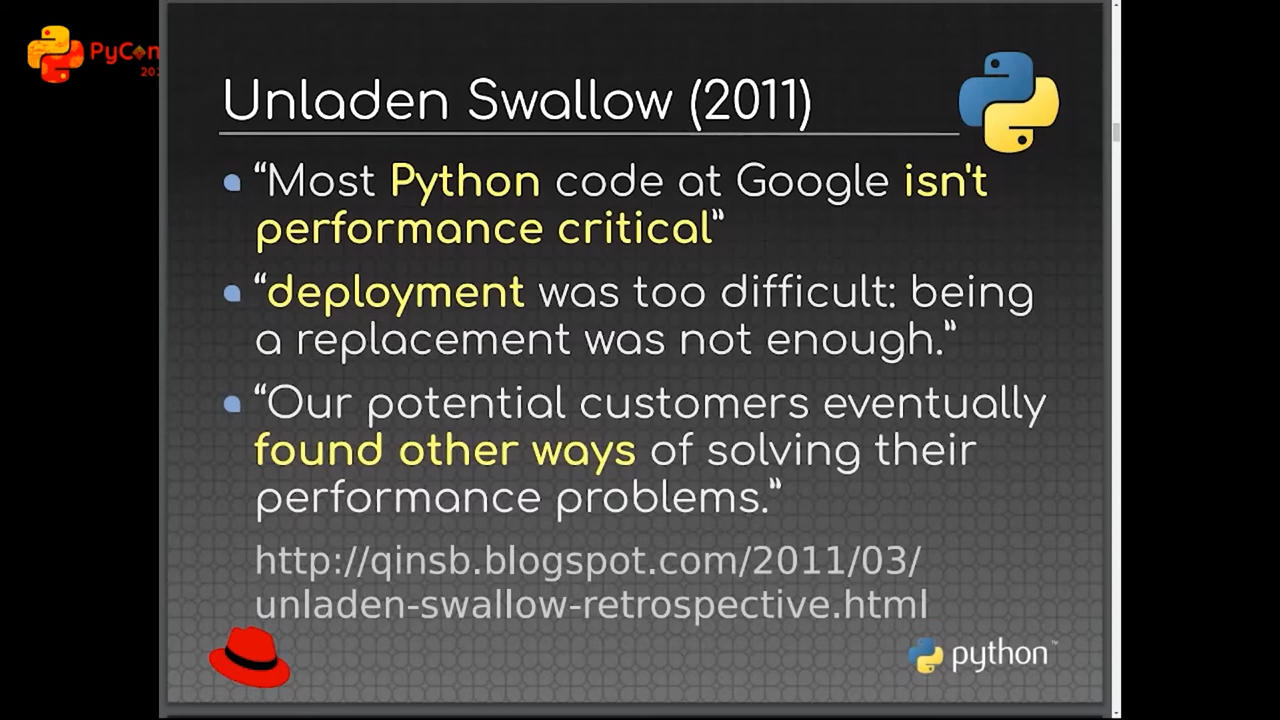 PyCon
Unladen Swallow (2011)
“Most Python code at Google isn't
performance critical”
“deployment was too difficult: being
a replacement was not enough.”
“Our potential customers eventually
found other ways of solving their
performance problems.”
http://qinsb.blogspot.com/2011/03/
unladen-swallow-retrospective.html
python™